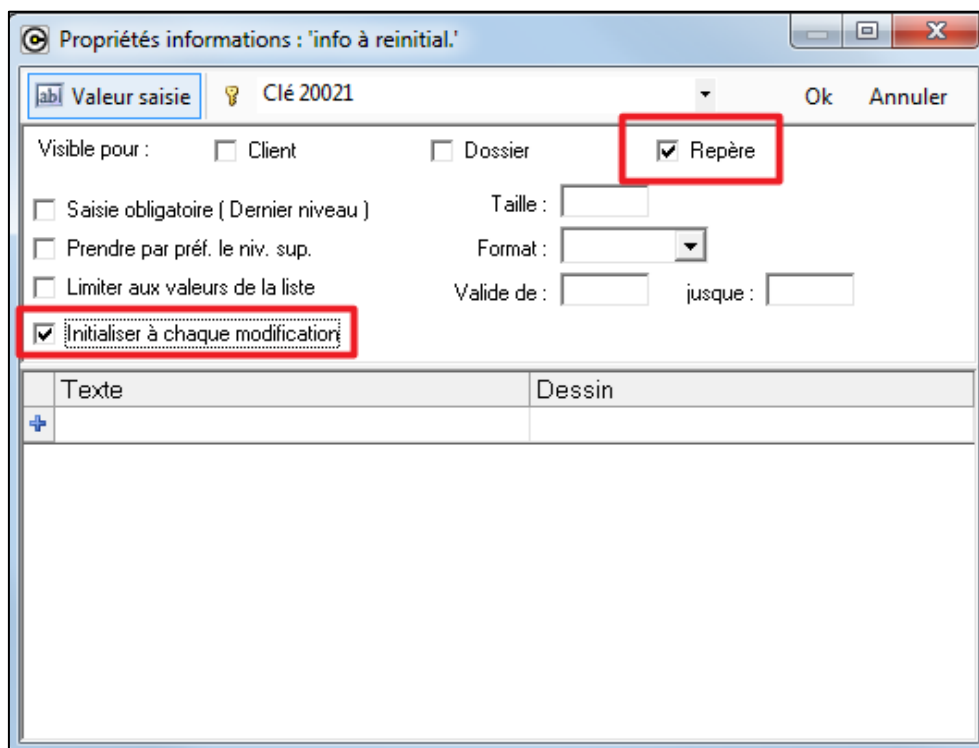 Propriétés informations : 'info à reinitial.'
Valeur saisie Clé 20021 Ok Annuler
Visible pour : Client Dossier Repère
Saisie obligatoire ( Dernier niveau ) Taille :
Prendre par préf. le niv. sup. Format :
Limiter aux valeurs de la liste Valide de : jusque :
Initialiser à chaque modification
Texte Dessin